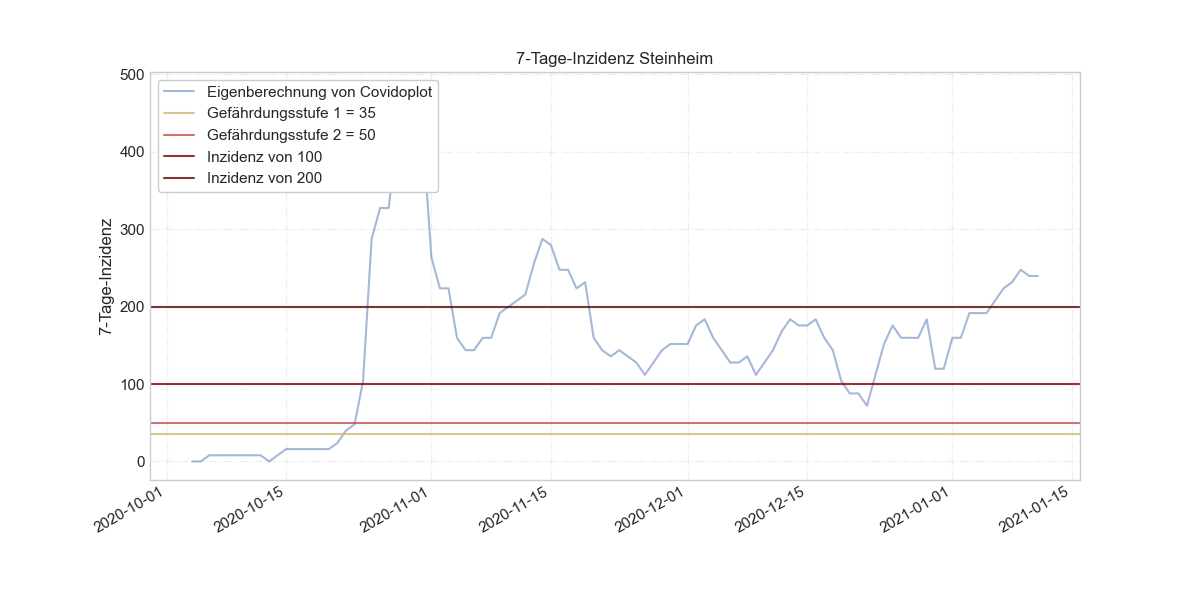 7-Tage-Inzidenz Steinheim
500
400
300
200
100
0
7-Tage-Inzidenz
Eigenberechnung von Covidoplot
Gefährdungsstufe 1 = 35
Gefährdungsstufe 2 = 50
Inzidenz von 100
Inzidenz von 200
2020-10-01
2020-10-15
2020-11-01
2020-11-15
2020-12-01
2020-12-15
2021-01-01
2021-01-15